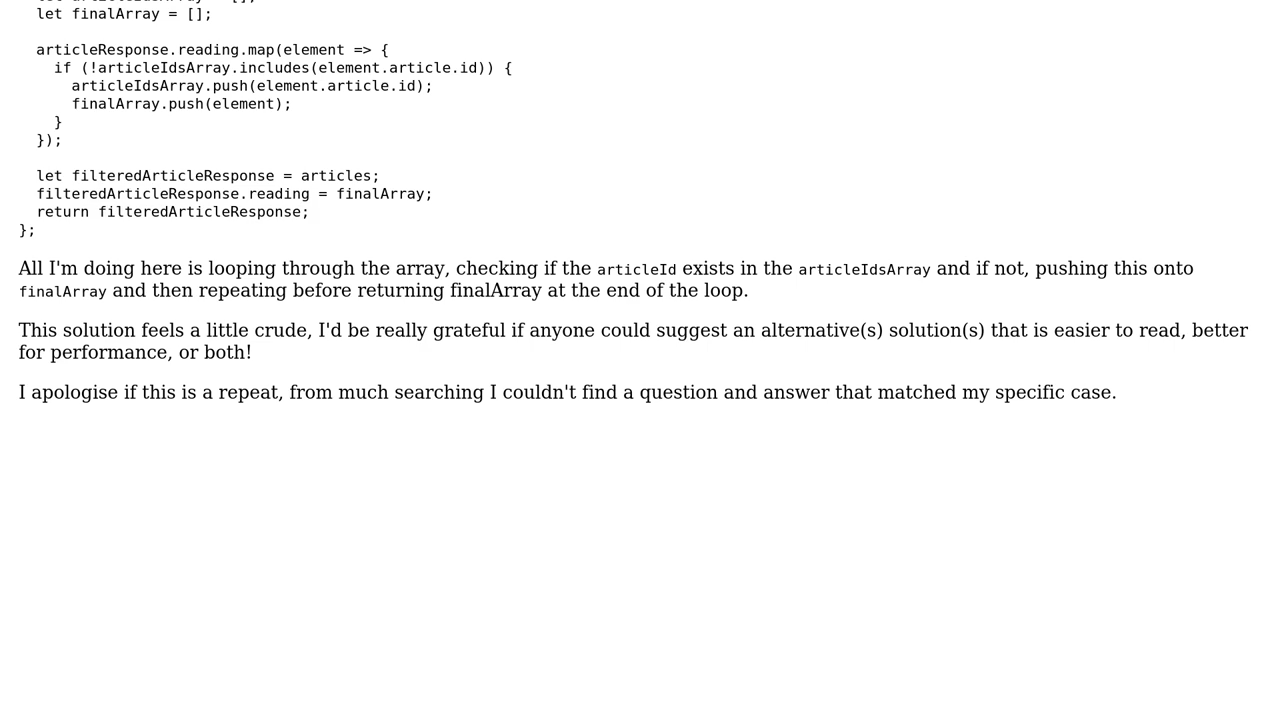 let finalArray = [];
articleResponse.reading.map(element => {
if (!articleIdsArray.includes(element.article.id)) {
articleIdsArray.push(element.article.id);
finalArray.push(element);
}
});
let filteredArticleResponse = articles;
filteredArticleResponse.reading = finalArray;
return filteredArticleResponse;
};
All I'm doing here is looping through the array, checking if the articleId exists in the articleIdsArray and if not, pushing this onto
finalArray and then repeating before returning finalArray at the end of the loop.
This solution feels a little crude, I'd be really grateful if anyone could suggest an alternative(s) solution(s) that is easier to read, better
for performance, or both!
I apologise if this is a repeat, from much searching I couldn't find a question and answer that matched my specific case.